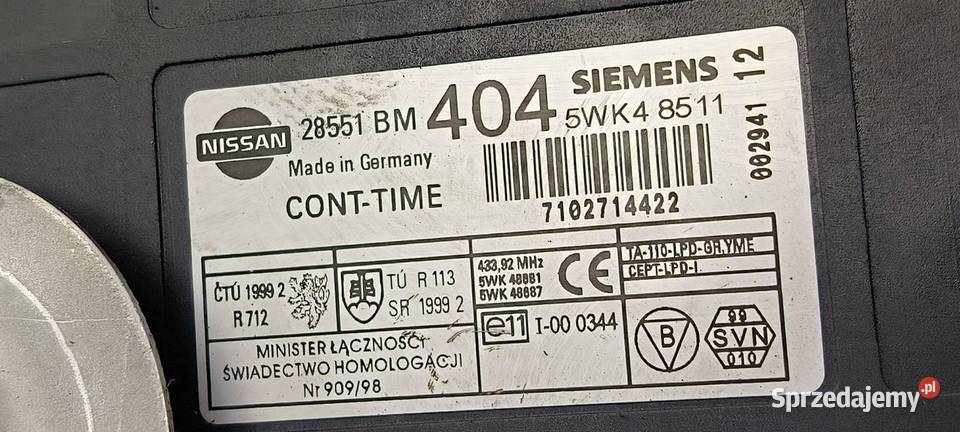 NISSAN
28551 BM 404
SIEMENS
5WK4 8511
Made in Germany
CONT-TIME
7102714422
002941 12
ČTÚ 1999 2
R 712
TÚ R 113
SR 1999 2
433,92 MHz
5WK 48681
5WK 48687
CE
TA-110-LPD-GR.YME
CEPT-LPD-I
e11 I-00 0344
B
99
SVN
010
MINISTER ŁĄCZNOŚCI
ŚWIADECTWO HOMOLOGACJI
Nr 909/98
Sprzedajemy.pl